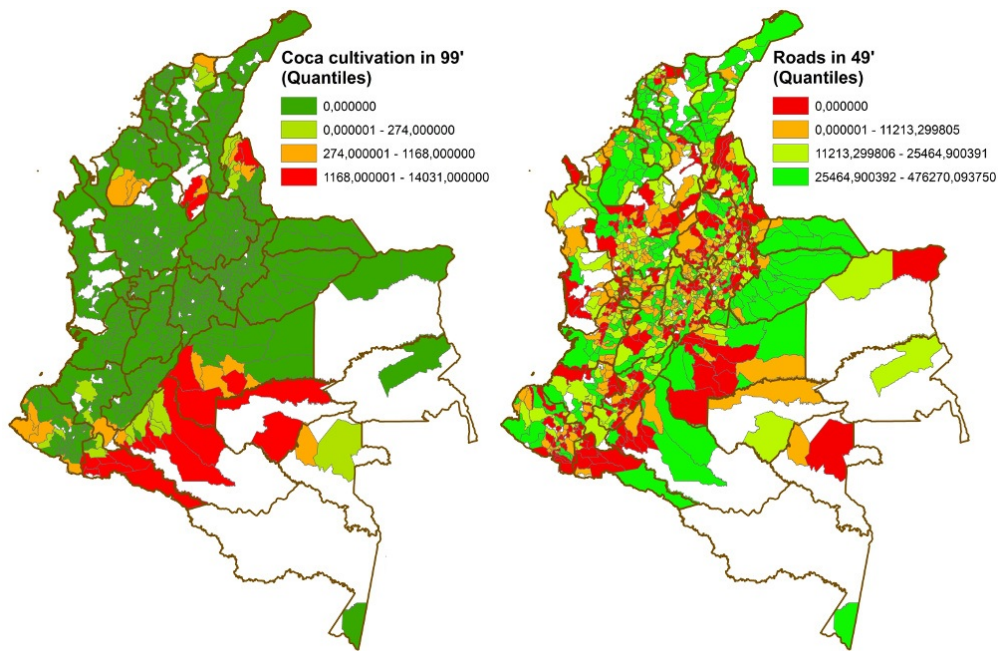 Coca cultivation in 99'
(Quantiles)
0,000000
0,000001 - 274,000000
274,000001 - 1168,000000
1168,000001 - 14031,000000
Roads in 49'
(Quantiles)
0,000000
0,000001 - 11213,299805
11213,299806 - 25464,900391
25464,900392 - 476270,093750